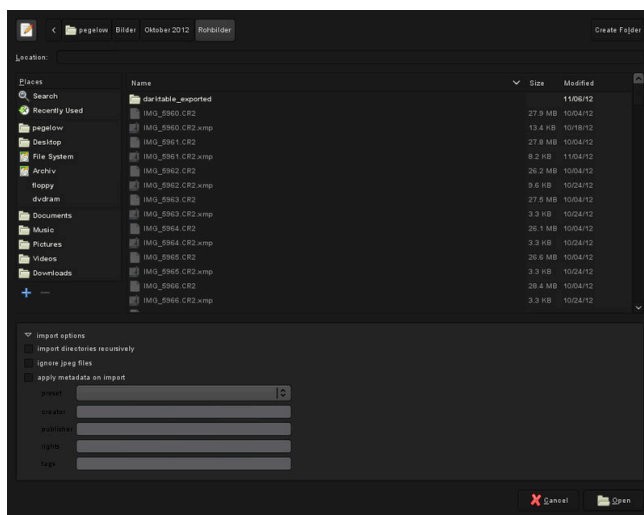 pegelow Bilder Oktober 2012 Rohbilder Create Folder
Location:
Places
Search
Recently Used
pegelow
Desktop
File System
Archiv
floppy
dvdram
Documents
Music
Pictures
Videos
Downloads
Name Size Modified
darktable_exported 11/06/12
IMG_5960.CR2 27.9 MB 10/04/12
IMG_5960.CR2.xmp 13.4 KB 10/18/12
IMG_5961.CR2 27.8 MB 10/04/12
IMG_5961.CR2.xmp 8.2 KB 11/04/12
IMG_5962.CR2 26.2 MB 10/04/12
IMG_5962.CR2.xmp 9.6 KB 10/24/12
IMG_5963.CR2 27.5 MB 10/04/12
IMG_5963.CR2.xmp 3.3 KB 10/24/12
IMG_5964.CR2 26.1 MB 10/04/12
IMG_5964.CR2.xmp 3.3 KB 10/24/12
IMG_5965.CR2 26.6 MB 10/04/12
IMG_5965.CR2.xmp 3.3 KB 10/24/12
IMG_5966.CR2 28.4 MB 10/04/12
IMG_5966.CR2.xmp 3.3 KB 10/24/12
import options
import directories recursively
ignore jpeg files
apply metadata on import
preset
creator
publisher
rights
tags
Cancel Open